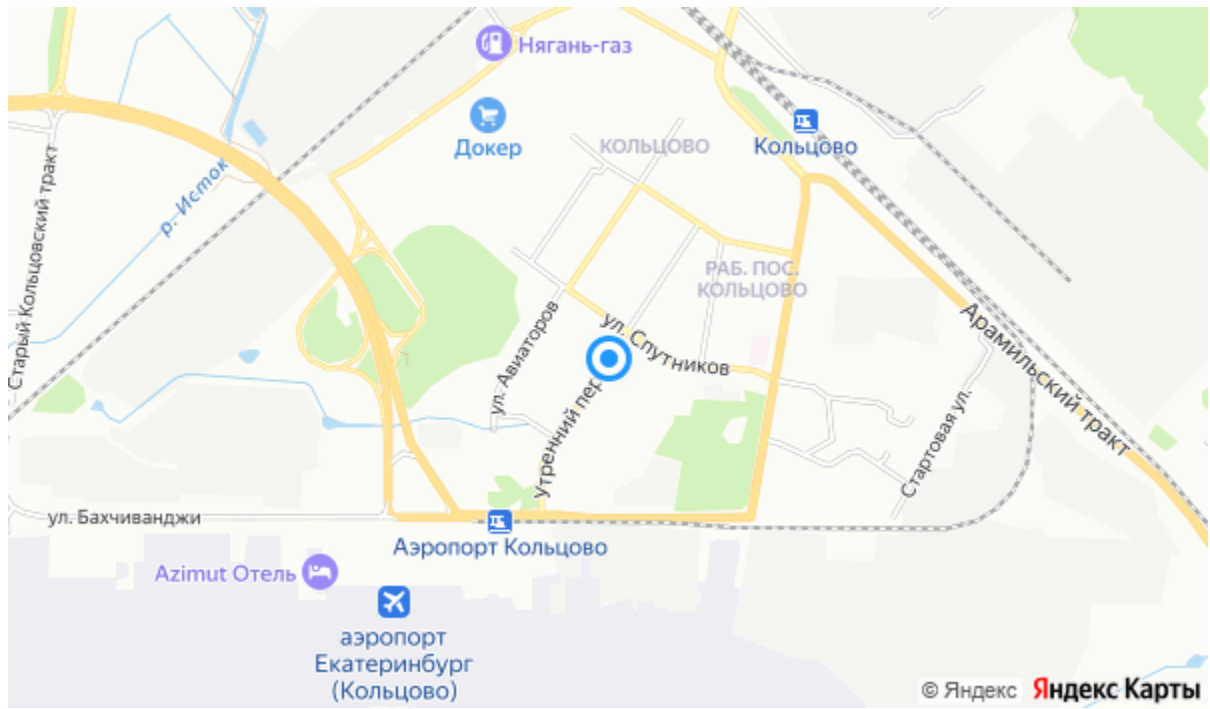 Нягань-газ
Докер
КОЛЬЦОВО
Кольцово
р. Исток
Старый Кольцовский тракт
РАБ. ПОС.
КОЛЬЦОВО
ул. Авиаторов
ул. Спутников
Арамильский тракт
Утренний пер.
Стартовая ул.
ул. Бахчиванджи
Аэропорт Кольцово
Azimut Отель
аэропорт
Екатеринбург
(Кольцово)
© Яндекс Яндекс Карты